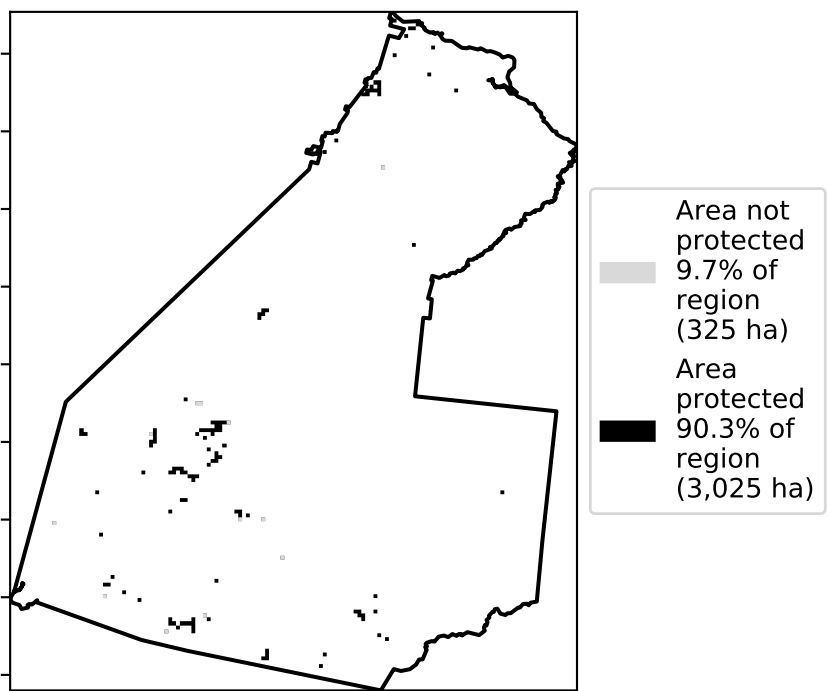 Area not
protected
9.7% of
region
(325 ha)
Area
protected
90.3% of
region
(3,025 ha)